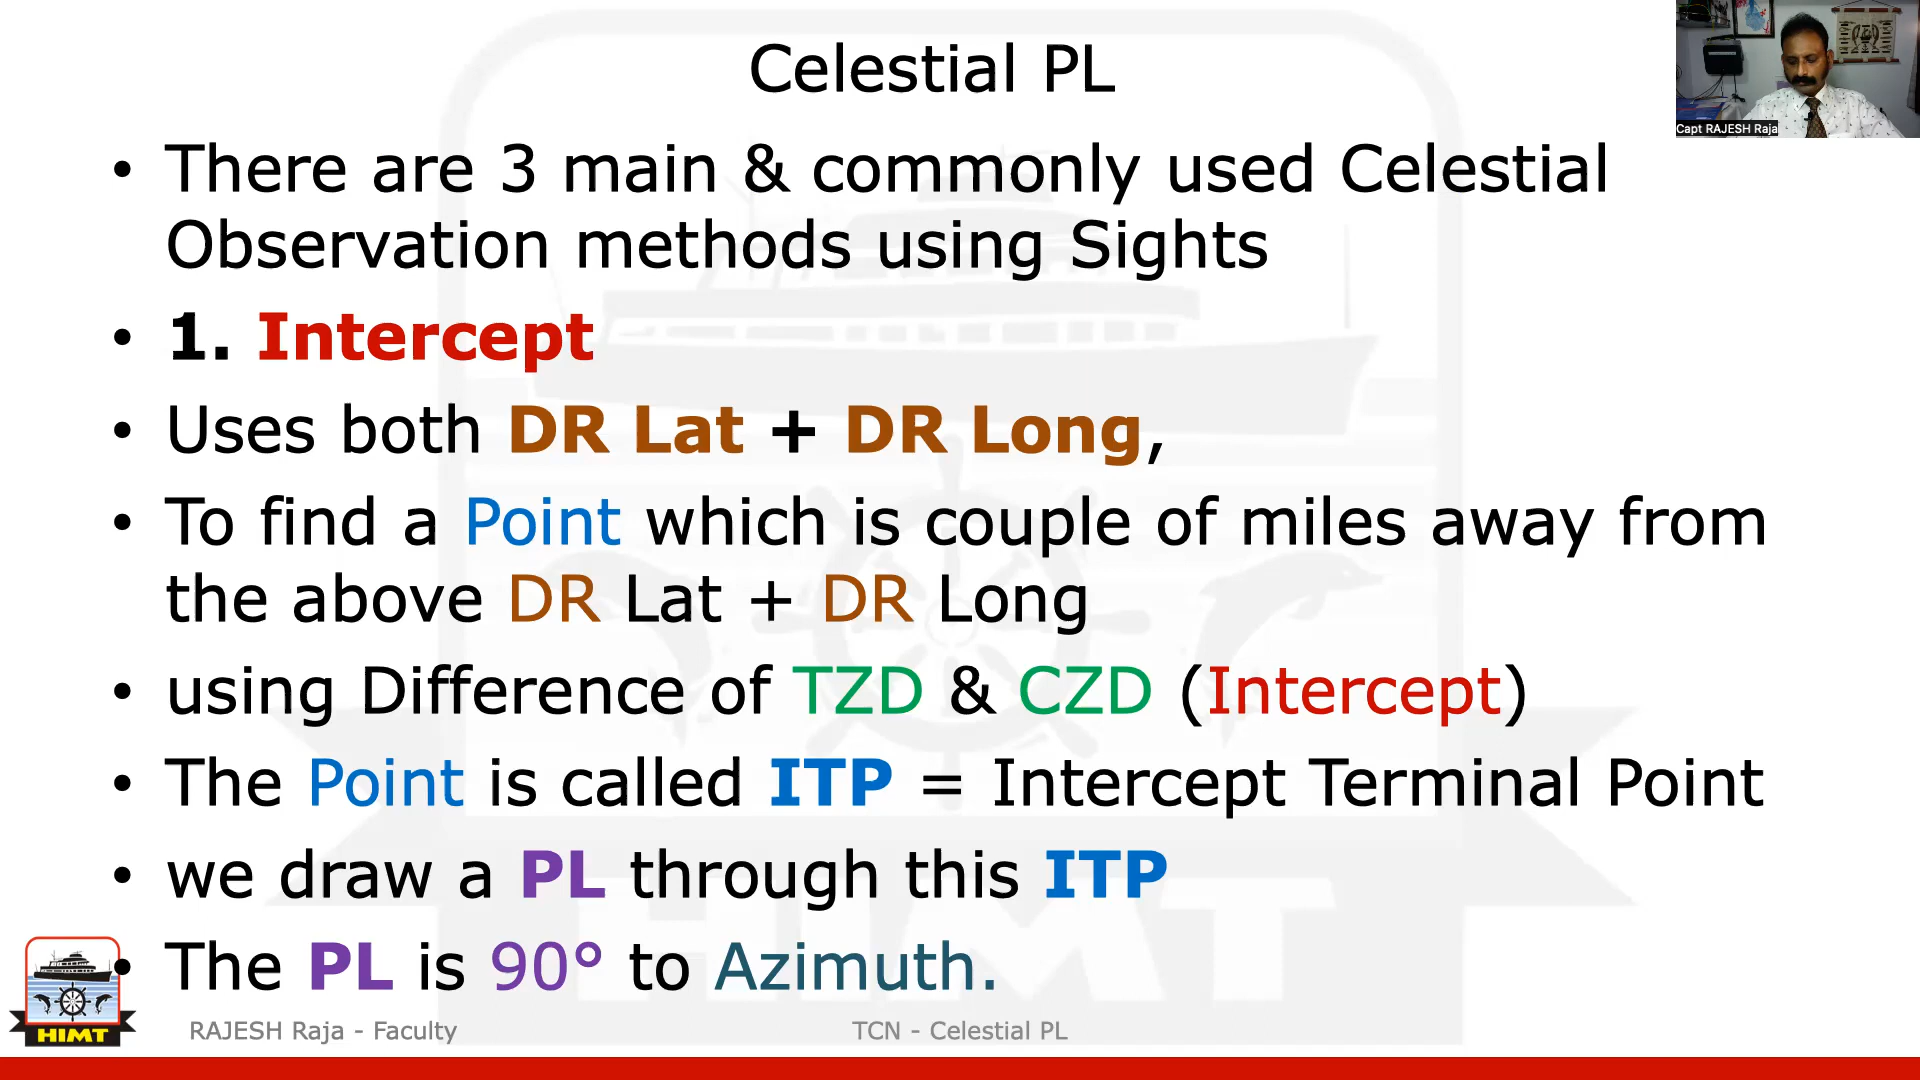 Celestial PL
Capt RAJESH Raja
• There are 3 main & commonly used Celestial
Observation methods using Sights
• 1. Intercept
• Uses both DR Lat + DR Long,
• To find a Point which is couple of miles away from
the above DR Lat + DR Long
• using Difference of TZD & CZD (Intercept)
• The Point is called ITP = Intercept Terminal Point
• we draw a PL through this ITP
• The PL is 90° to Azimuth.
HIMT
HIMT
RAJESH Raja - Faculty
TCN - Celestial PL